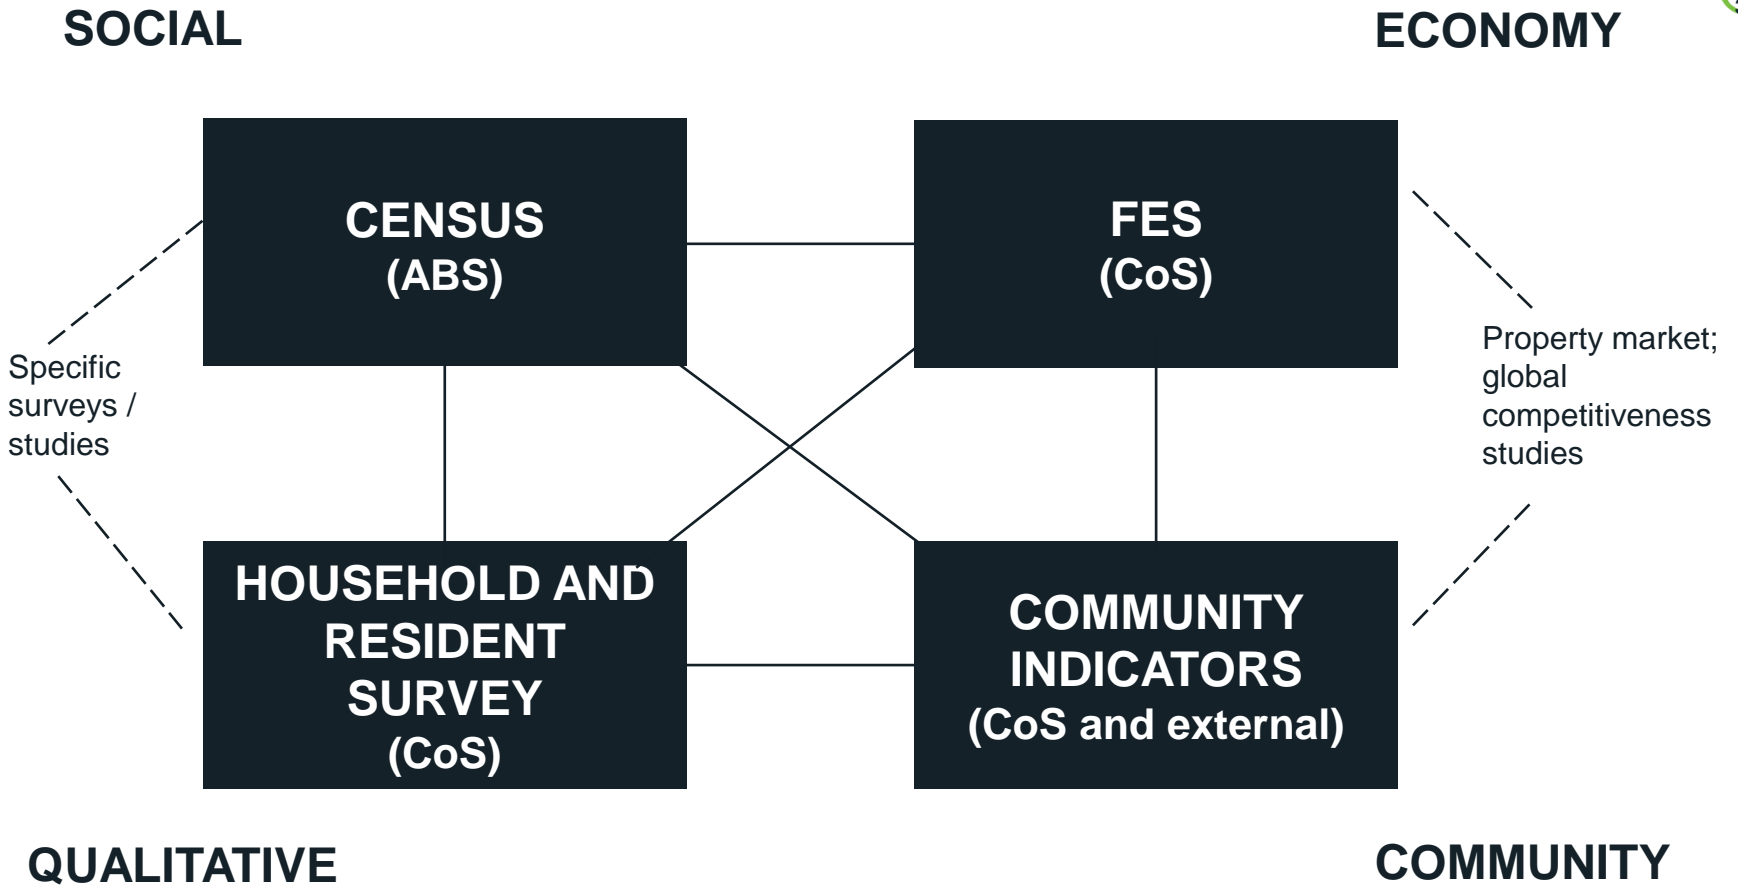 SOCIAL
ECONOMY
CENSUS
(ABS)
FES
(CoS)
Specific
surveys /
studies
Property market;
global
competitiveness
studies
HOUSEHOLD AND
RESIDENT
SURVEY
(CoS)
COMMUNITY
INDICATORS
(CoS and external)
QUALITATIVE
COMMUNITY